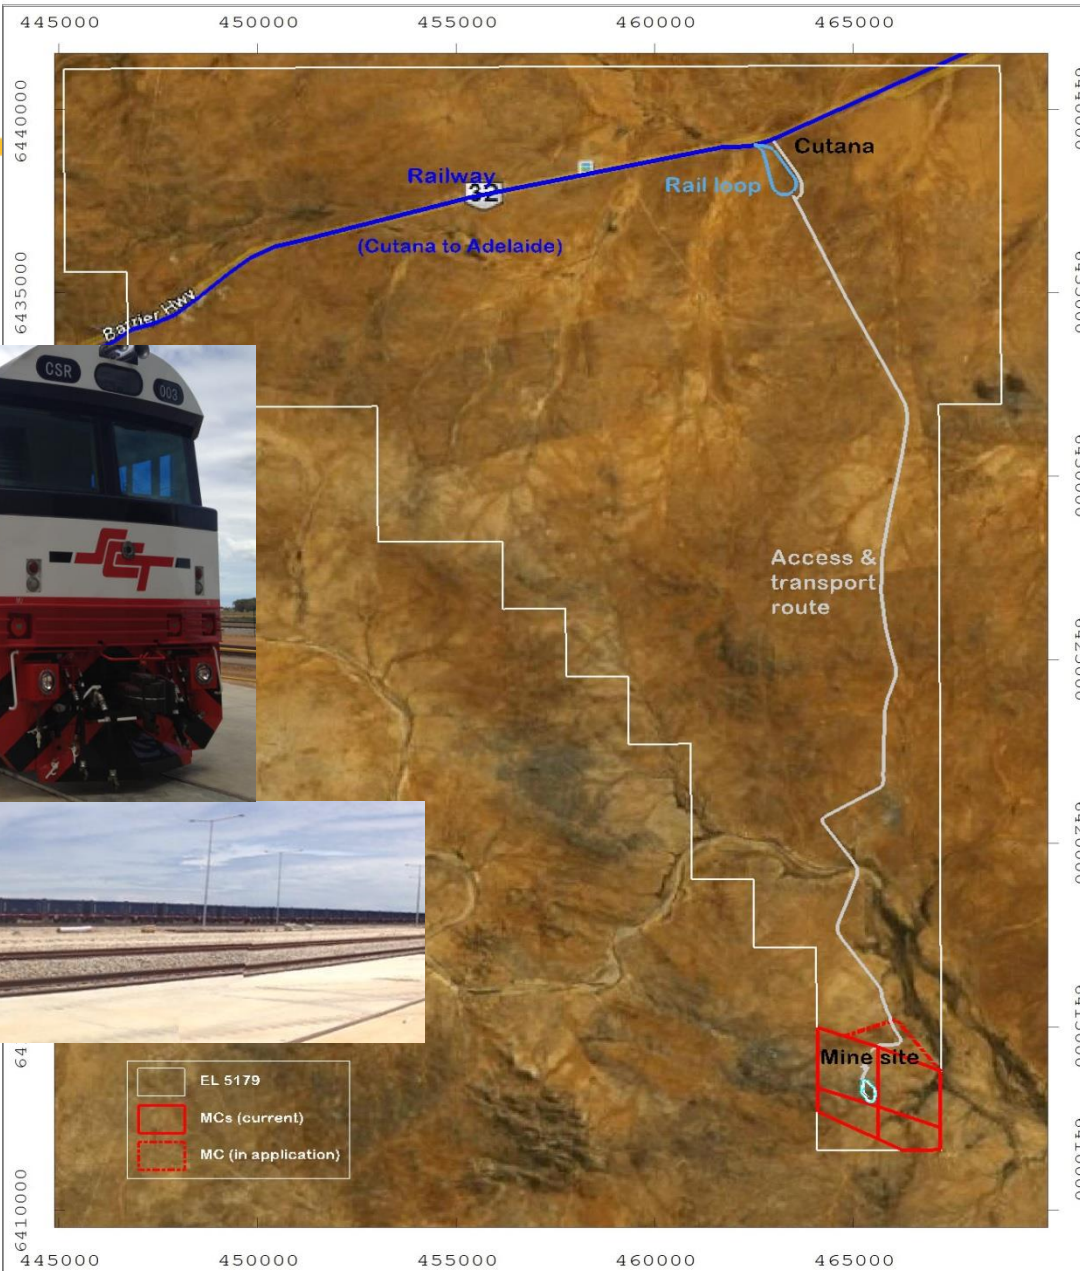 445000 450000 455000 460000 465000
6440000
Cutana
Railway
32
Rail loop
(Cutana to Adelaide)
6435000
Barrier Hwy
CSR
003
SCT
Access &
transport
route
Mine site
EL 5179
MCs (current)
MC (in application)
6410000
445000 450000 455000 460000 465000